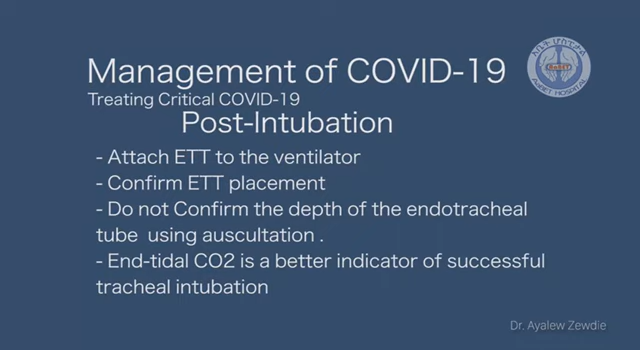 Management of COVID-19
Treating Critical COVID-19
Post-Intubation
- Attach ETT to the ventilator
- Confirm ETT placement
- Do not Confirm the depth of the endotracheal
tube using auscultation .
- End-tidal CO2 is a better indicator of successful
tracheal intubation
Dr. Ayalew Zewdie